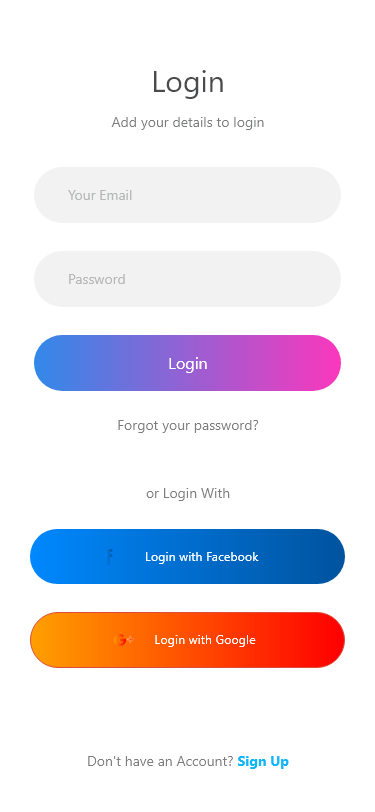 Login
Add your details to login
Your Email
Password
Login
Forgot your password?
or Login With
Login with Facebook
Login with Google
Don't have an Account? Sign Up